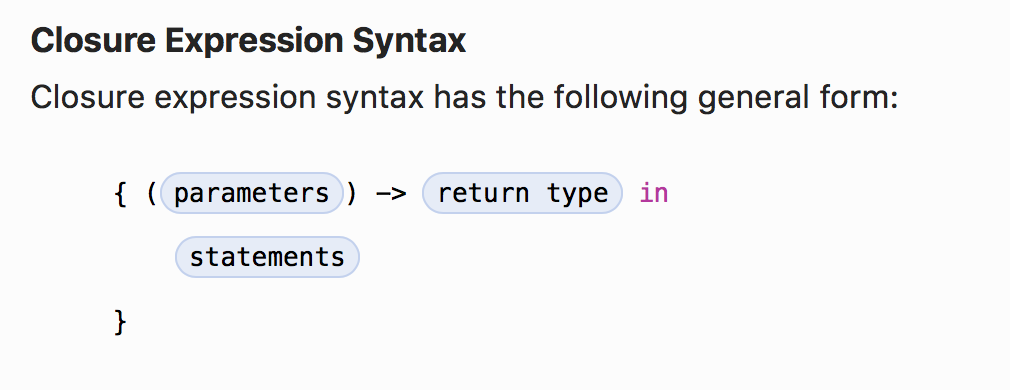 Closure Expression Syntax
Closure expression syntax has the following general form:
{ (parameters) -> return type in
statements
}